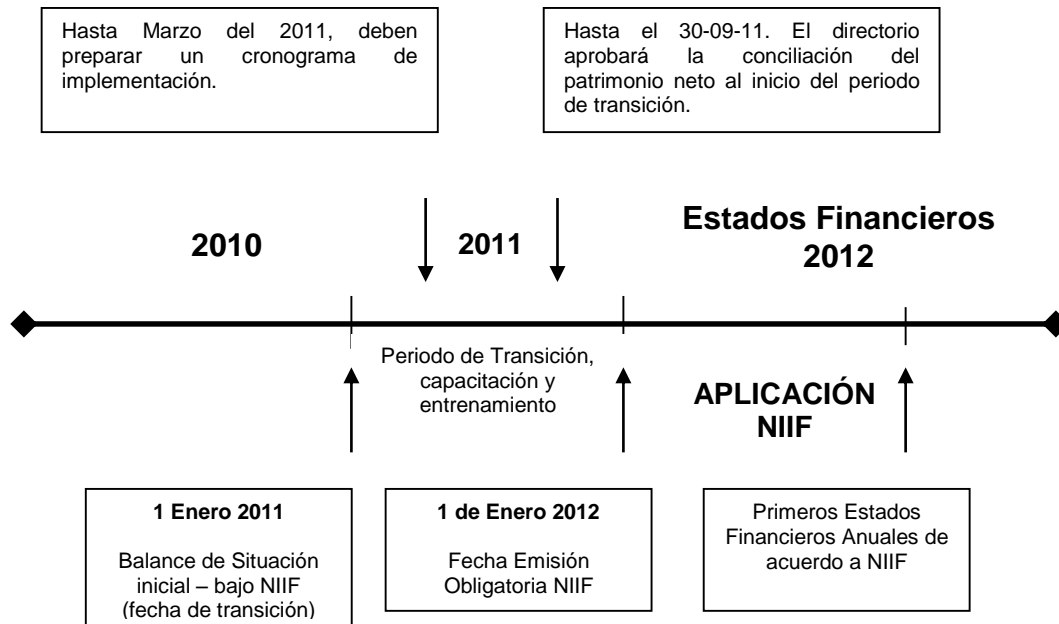 Hasta Marzo del 2011, deben
preparar un cronograma de
implementación.
Hasta el 30-09-11. El directorio
aprobará la conciliación del
patrimonio neto al inicio del periodo
de transición.
2010
2011
Estados Financieros
2012
Periodo de Transición,
capacitación y
entrenamiento
APLICACIÓN
NIIF
1 Enero 2011
Balance de Situación
inicial – bajo NIIF
(fecha de transición)
1 de Enero 2012
Fecha Emisión
Obligatoria NIIF
Primeros Estados
Financieros Anuales de
acuerdo a NIIF